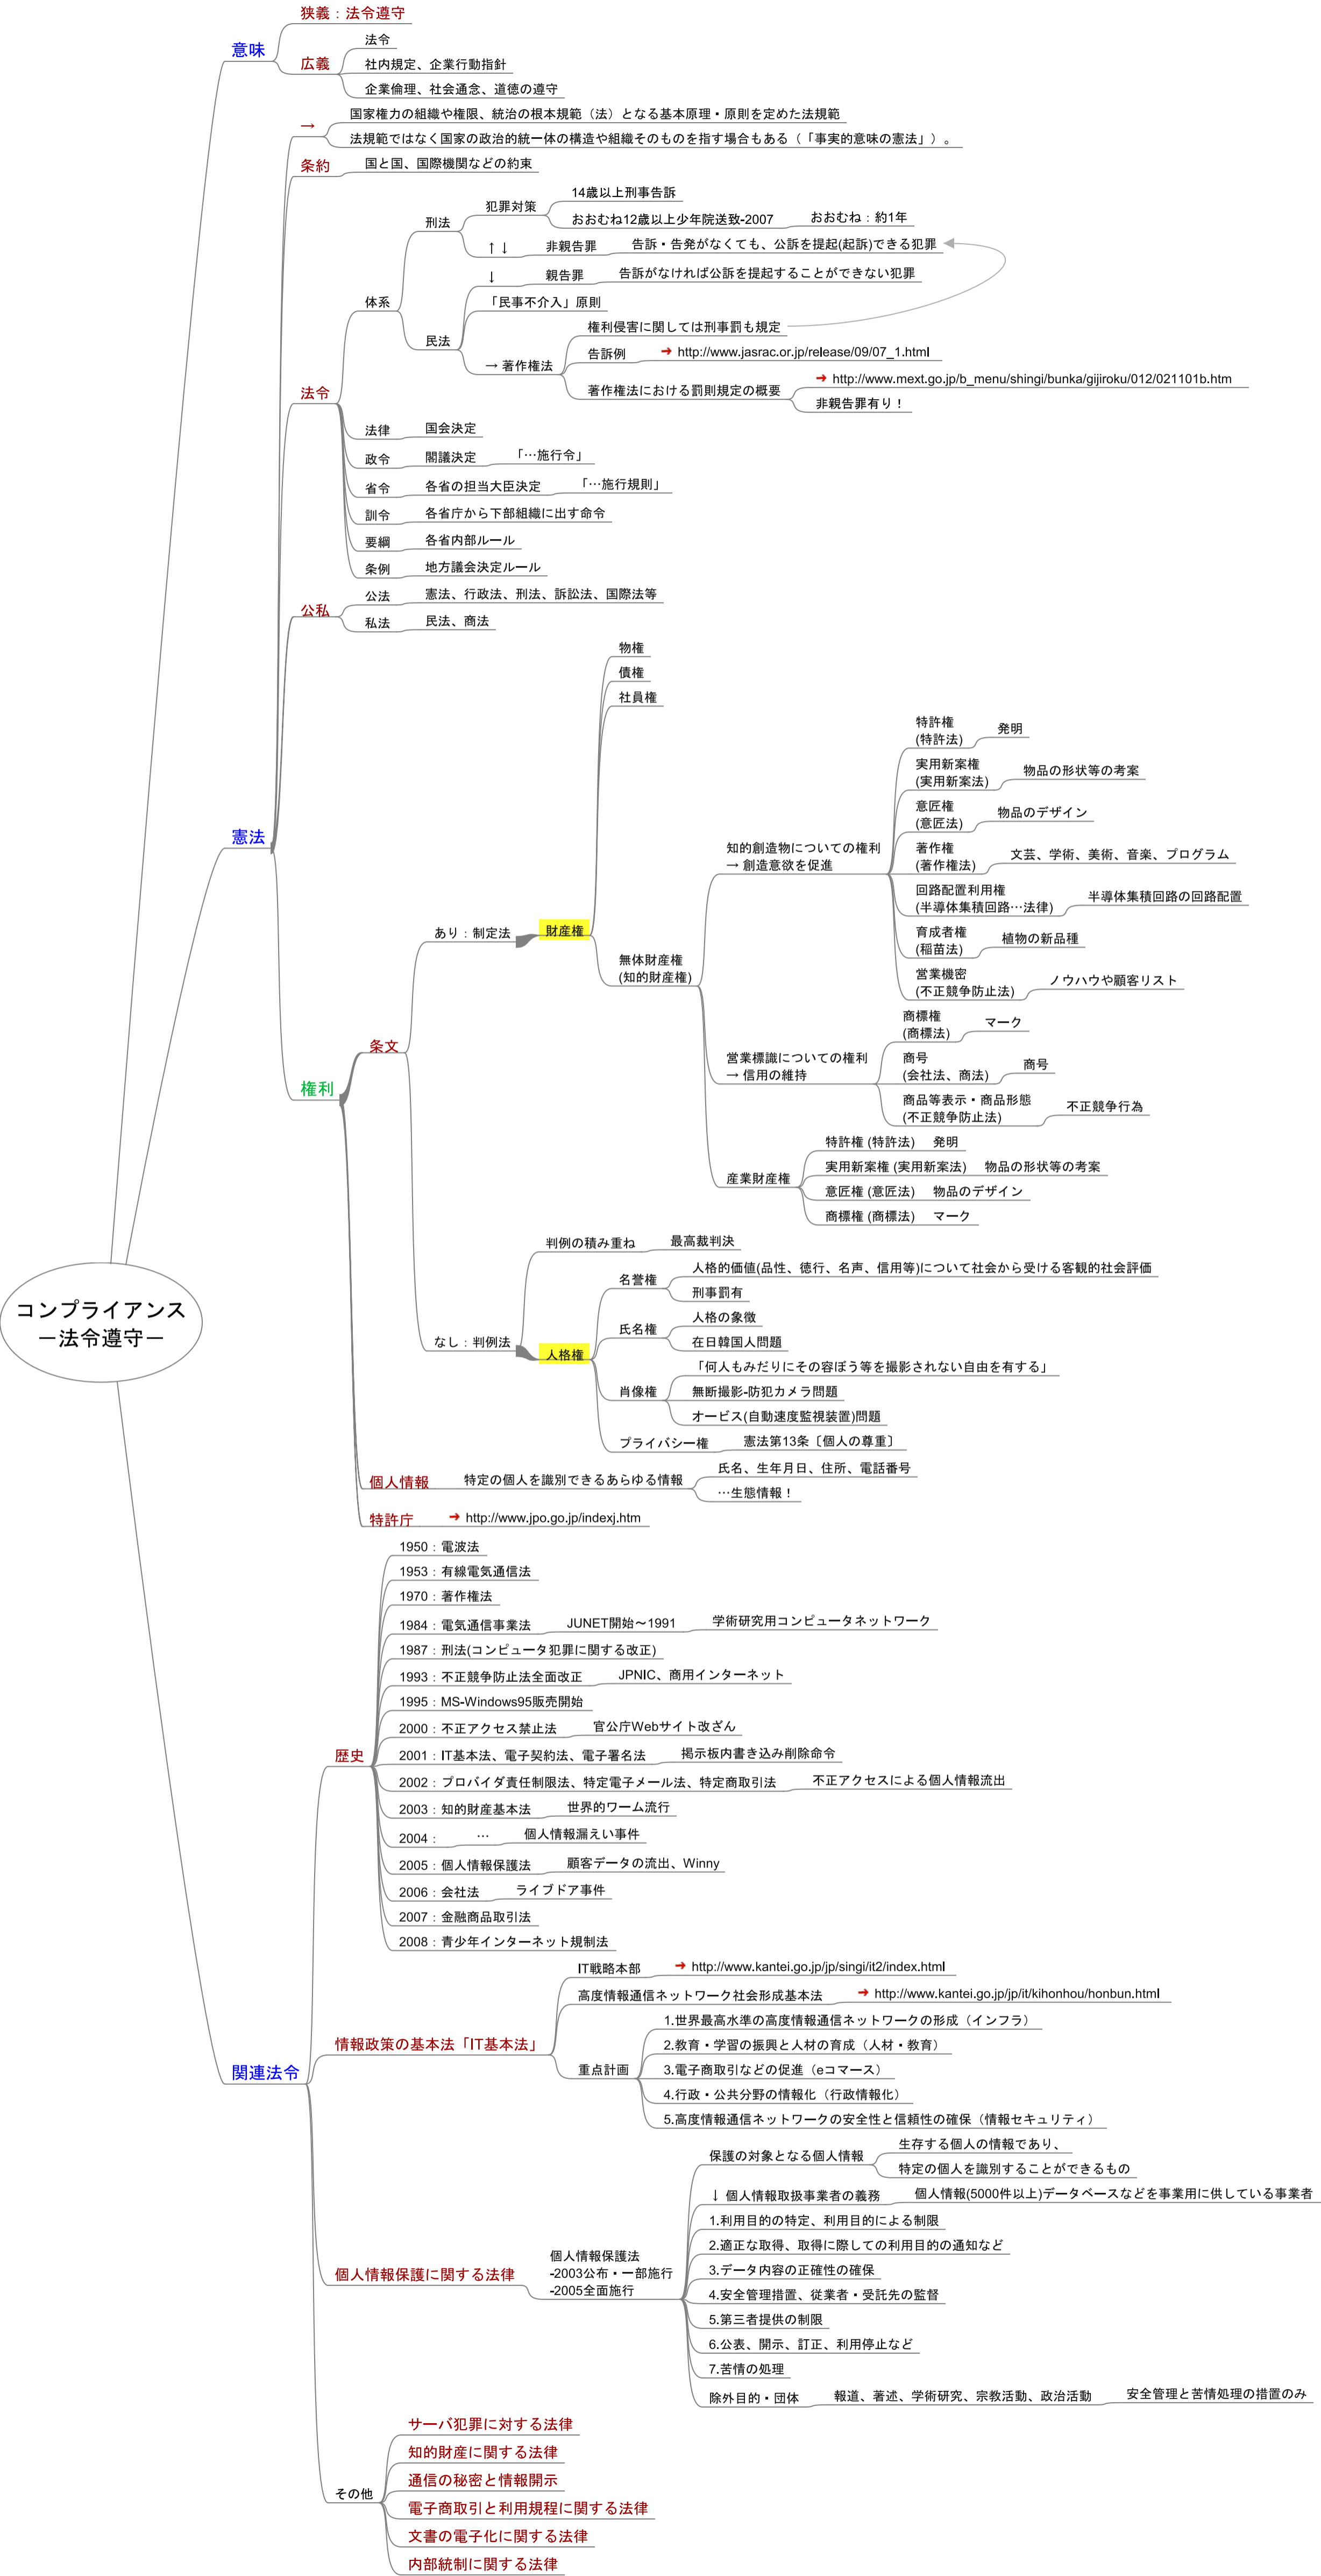 コンプライアンス
ー法令遵守ー
意味
狭義：法令遵守
広義
法令
社内規定、企業行動指針
企業倫理、社会通念、道徳の遵守
憲法
→
国家権力の組織や権限、統治の根本規範（法）となる基本原理・原則を定めた法規範
法規範ではなく国家の政治的統一体の構造や組織そのものを指す場合もある（「事実的意味の憲法」）。
条約
国と国、国際機関などの約束
法令
体系
刑法
犯罪対策
14歳以上刑事告訴
おおむね12歳以上少年院送致-2007
おおむね：約1年
↑↓
非親告罪
告訴・告発がなくても、公訴を提起(起訴)できる犯罪
民法
↓
親告罪
告訴がなければ公訴を提起することができない犯罪
「民事不介入」原則
→ 著作権法
権利侵害に関しては刑事罰も規定
告訴例
→ http://www.jasrac.or.jp/release/09/07_1.html
著作権法における罰則規定の概要
→ http://www.mext.go.jp/b_menu/shingi/bunka/gijiroku/012/021101b.htm
非親告罪有り！
法律
国会決定
政令
閣議決定
「…施行令」
省令
各省の担当大臣決定
「…施行規則」
訓令
各省庁から下部組織に出す命令
要綱
各省内部ルール
条例
地方議会決定ルール
公私
公法
憲法、行政法、刑法、訴訟法、国際法等
私法
民法、商法
権利
条文
あり：制定法
財産権
物権
債権
社員権
無体財産権
(知的財産権)
知的創造物についての権利
→ 創造意欲を促進
特許権
(特許法)
発明
実用新案権
(実用新案法)
物品の形状等の考案
意匠権
(意匠法)
物品のデザイン
著作権
(著作権法)
文芸、学術、美術、音楽、プログラム
回路配置利用権
(半導体集積回路…法律)
半導体集積回路の回路配置
育成者権
(稲苗法)
植物の新品種
営業機密
(不正競争防止法)
ノウハウや顧客リスト
営業標識についての権利
→ 信用の維持
商標権
(商標法)
マーク
商号
(会社法、商法)
商号
商品等表示・商品形態
(不正競争防止法)
不正競争行為
産業財産権
特許権 (特許法)　発明
実用新案権 (実用新案法)　物品の形状等の考案
意匠権 (意匠法)　物品のデザイン
商標権 (商標法)　マーク
なし：判例法
判例の積み重ね
最高裁判決
人格権
名誉権
人格的価値(品性、徳行、名声、信用等)について社会から受ける客観的社会評価
刑事罰有
氏名権
人格の象徴
在日韓国人問題
肖像権
「何人もみだりにその容ぼう等を撮影されない自由を有する」
無断撮影-防犯カメラ問題
オービス(自動速度監視装置)問題
プライバシー権
憲法第13条〔個人の尊重〕
個人情報
特定の個人を識別できるあらゆる情報
氏名、生年月日、住所、電話番号
…生態情報！
特許庁
→ http://www.jpo.go.jp/indexj.htm
関連法令
歴史
1950：電波法
1953：有線電気通信法
1970：著作権法
1984：電気通信事業法
JUNET開始〜1991
学術研究用コンピュータネットワーク
1987：刑法(コンピュータ犯罪に関する改正)
1993：不正競争防止法全面改正
JPNIC、商用インターネット
1995：MS-Windows95販売開始
2000：不正アクセス禁止法
官公庁Webサイト改ざん
2001：IT基本法、電子契約法、電子署名法
掲示板内書き込み削除命令
2002：プロバイダ責任制限法、特定電子メール法、特定商取引法
不正アクセスによる個人情報流出
2003：知的財産基本法
世界的ワーム流行
2004：
…
個人情報漏えい事件
2005：個人情報保護法
顧客データの流出、Winny
2006：会社法
ライブドア事件
2007：金融商品取引法
2008：青少年インターネット規制法
情報政策の基本法「IT基本法」
IT戦略本部
→ http://www.kantei.go.jp/jp/singi/it2/index.html
高度情報通信ネットワーク社会形成基本法
→ http://www.kantei.go.jp/jp/it/kihonhou/honbun.html
重点計画
1.世界最高水準の高度情報通信ネットワークの形成（インフラ）
2.教育・学習の振興と人材の育成（人材・教育）
3.電子商取引などの促進（eコマース）
4.行政・公共分野の情報化（行政情報化）
5.高度情報通信ネットワークの安全性と信頼性の確保（情報セキュリティ）
個人情報保護に関する法律
個人情報保護法
-2003公布・一部施行
-2005全面施行
保護の対象となる個人情報
生存する個人の情報であり、
特定の個人を識別することができるもの
↓ 個人情報取扱事業者の義務
個人情報(5000件以上)データベースなどを事業用に供している事業者
1.利用目的の特定、利用目的による制限
2.適正な取得、取得に際しての利用目的の通知など
3.データ内容の正確性の確保
4.安全管理措置、従業者・受託先の監督
5.第三者提供の制限
6.公表、開示、訂正、利用停止など
7.苦情の処理
除外目的・団体
報道、著述、学術研究、宗教活動、政治活動
安全管理と苦情処理の措置のみ
その他
サーバ犯罪に対する法律
知的財産に関する法律
通信の秘密と情報開示
電子商取引と利用規程に関する法律
文書の電子化に関する法律
内部統制に関する法律